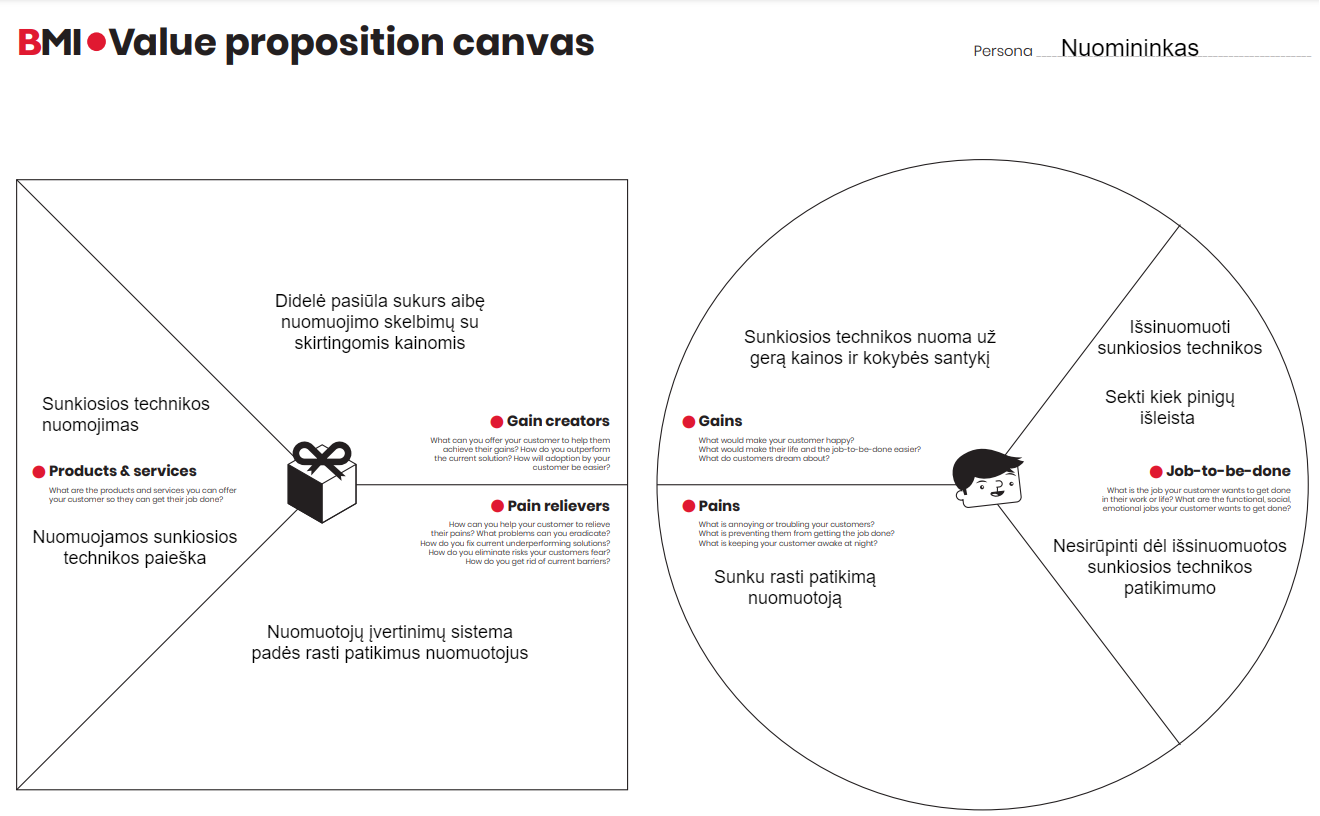 BMI Value proposition canvas
Persona Nuomininkas
Didelė pasiūla sukurs aibę
nuomuojimo skelbimų su
skirtingomis kainomis
Sunkiosios technikos
nuomojimas
Products & services
What are the products and services you can offer
your customer so they can get their job done?
Nuomuojamos sunkiosios
technikos paieška
Gain creators
What can you offer your customer to help them
achieve their gains? How do you outperform
the current solution? How will adoption by your
customer be easier?
Pain relievers
How can you help your customer to relieve
their pains? What problems can you eradicate?
How do you fix current underperforming solutions?
How do you eliminate risks your customers fear?
How do you get rid of current barriers?
Nuomuotojų įvertinimų sistema
padės rasti patikimus nuomuotojus
Sunkiosios technikos nuoma už
gerą kainos ir kokybės santykį
Gains
What would make your customer happy?
What would make their life and the job-to-be-done easier?
What do customers dream about?
Pains
What is annoying or troubling your customers?
What is preventing them from getting the job done?
What is keeping your customer awake at night?
Sunku rasti patikimą
nuomuotoją
Išsinuomuoti
sunkiosios technikos
Sekti kiek pinigų
išleista
Job-to-be-done
What is the job your customer wants to get done
in their work or life? What are the functional, social,
emotional jobs your customer wants to get done?
Nesirūpinti dėl išsinuomuotos
sunkiosios technikos
patikimumo